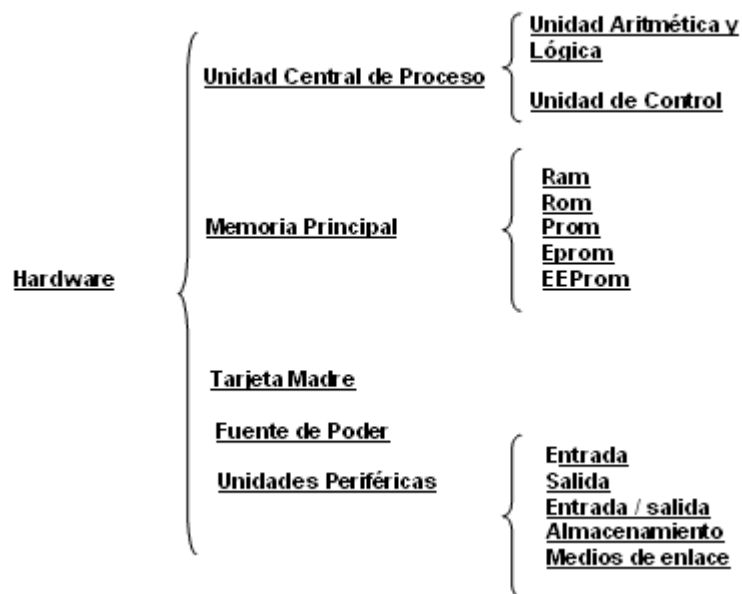 Hardware
Unidad Central de Proceso
Unidad Aritmética y
Lógica
Unidad de Control
Memoria Principal
Ram
Rom
Prom
Eprom
EEProm
Tarjeta Madre
Fuente de Poder
Unidades Periféricas
Entrada
Salida
Entrada / salida
Almacenamiento
Medios de enlace